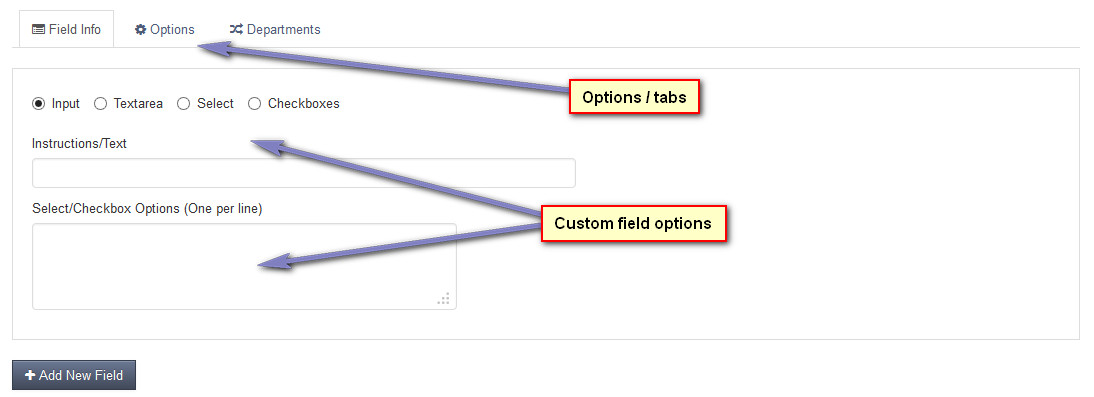 Field Info Options Departments
Options / tabs
Input Textarea Select Checkboxes
Instructions/Text
Select/Checkbox Options (One per line)
Custom field options
Add New Field